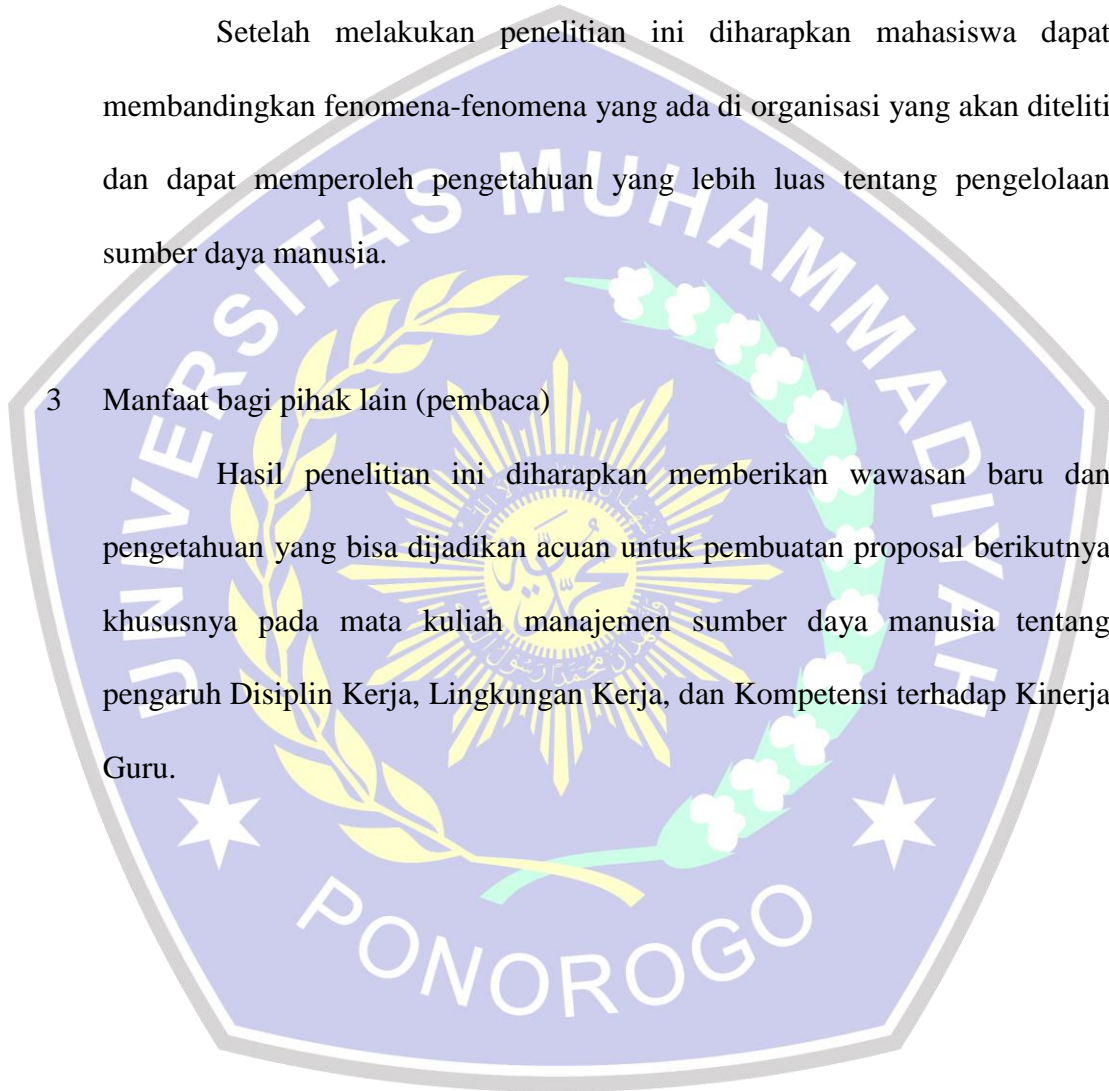 Setelah melakukan penelitian ini diharapkan mahasiswa dapat
membandingkan fenomena-fenomena yang ada di organisasi yang akan diteliti
dan dapat memperoleh pengetahuan yang lebih luas tentang pengelolaan
sumber daya manusia.
3 Manfaat bagi pihak lain (pembaca)
Hasil penelitian ini diharapkan memberikan wawasan baru dan
pengetahuan yang bisa dijadikan acuan untuk pembuatan proposal berikutnya
khususnya pada mata kuliah manajemen sumber daya manusia tentang
pengaruh Disiplin Kerja, Lingkungan Kerja, dan Kompetensi terhadap Kinerja
Guru.
UNIVERSITAS MUHAMMADIYAH
PONOROGO